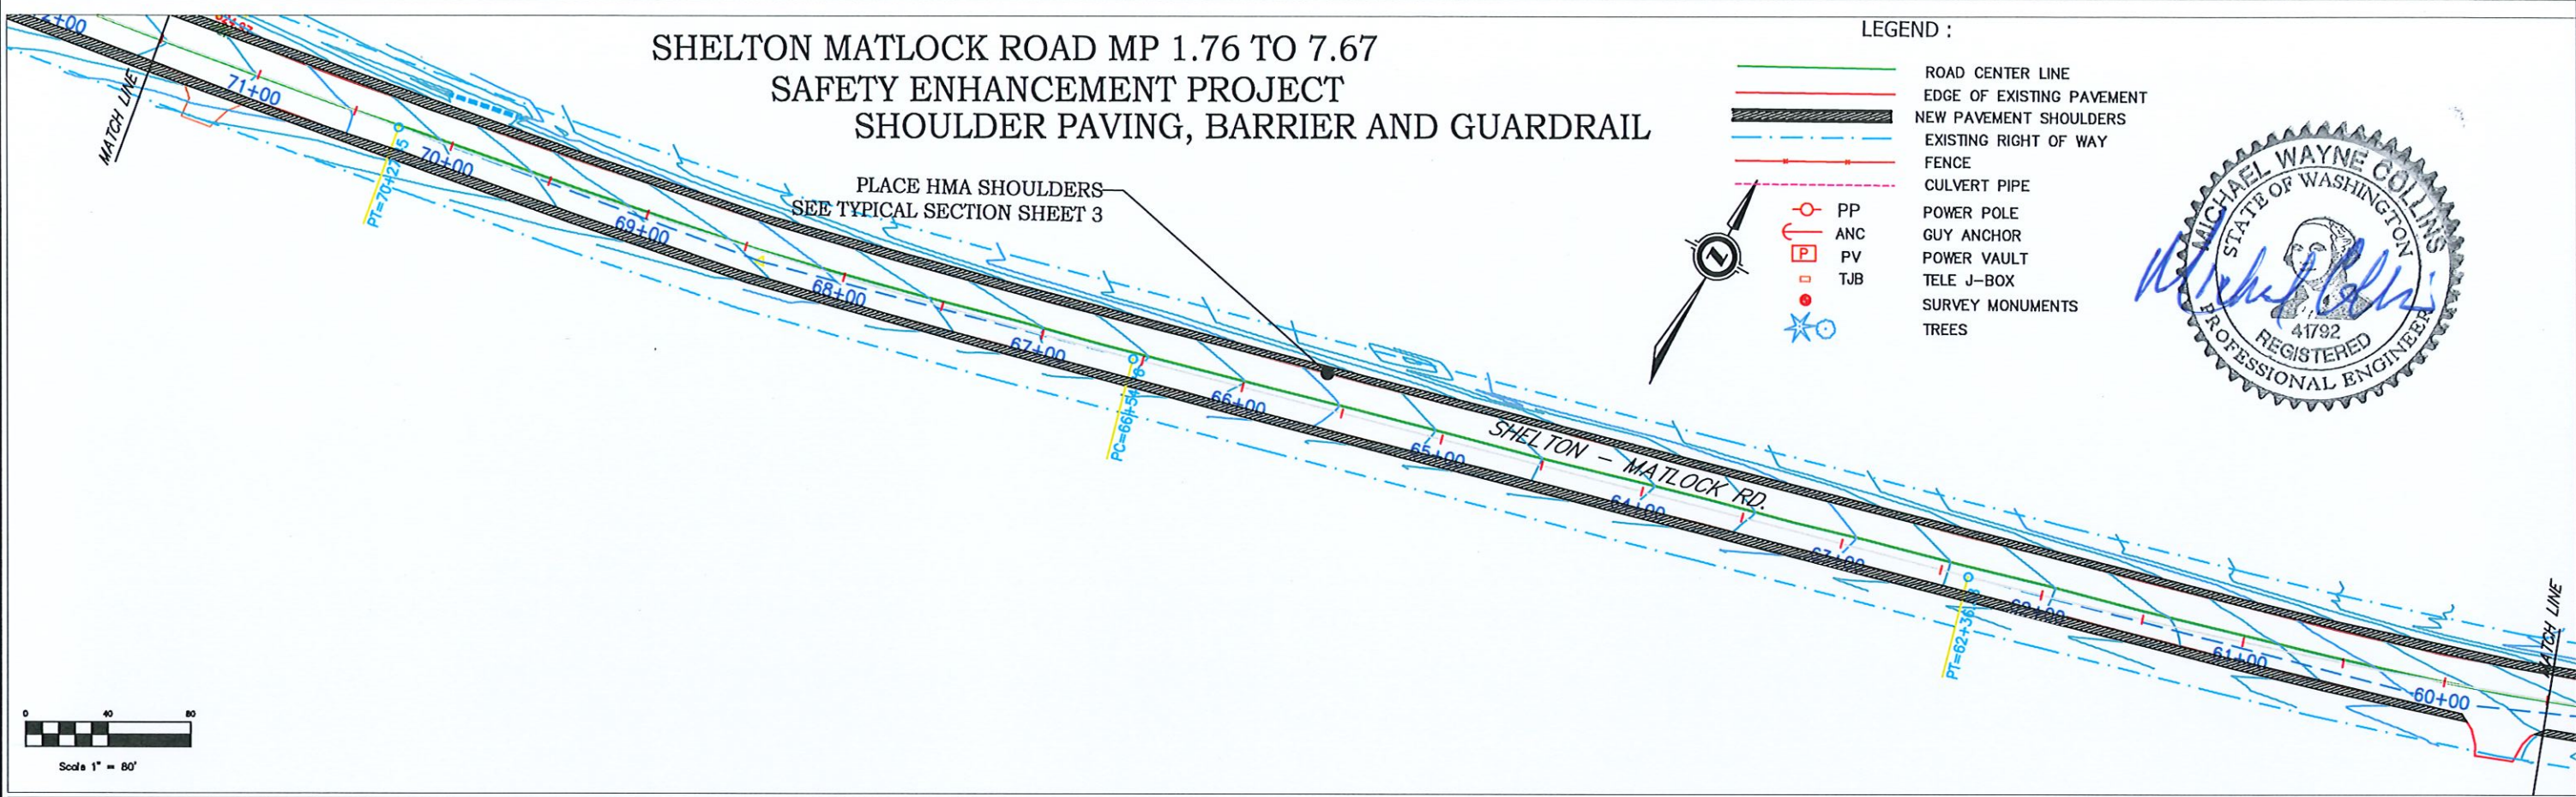 SHELTON MATLOCK ROAD MP 1.76 TO 7.67
SAFETY ENHANCEMENT PROJECT
SHOULDER PAVING, BARRIER AND GUARDRAIL
PLACE HMA SHOULDERS
SEE TYPICAL SECTION SHEET 3
LEGEND :
ROAD CENTER LINE
EDGE OF EXISTING PAVEMENT
NEW PAVEMENT SHOULDERS
EXISTING RIGHT OF WAY
FENCE
CULVERT PIPE
PP POWER POLE
ANC GUY ANCHOR
P PV POWER VAULT
TJB TELE J-BOX
SURVEY MONUMENTS
TREES
MICHAEL WAYNE COLLINS
STATE OF WASHINGTON
41792
REGISTERED
PROFESSIONAL ENGINEER
Michael Collins
N
MATCH LINE
71+00
70+00
69+00
68+00
67+00
66+00
65+00
64+00
63+00
62+00
61+00
60+00
SHELTON - MATLOCK RD.
MATCH LINE
0 40 80
Scale 1" = 80'